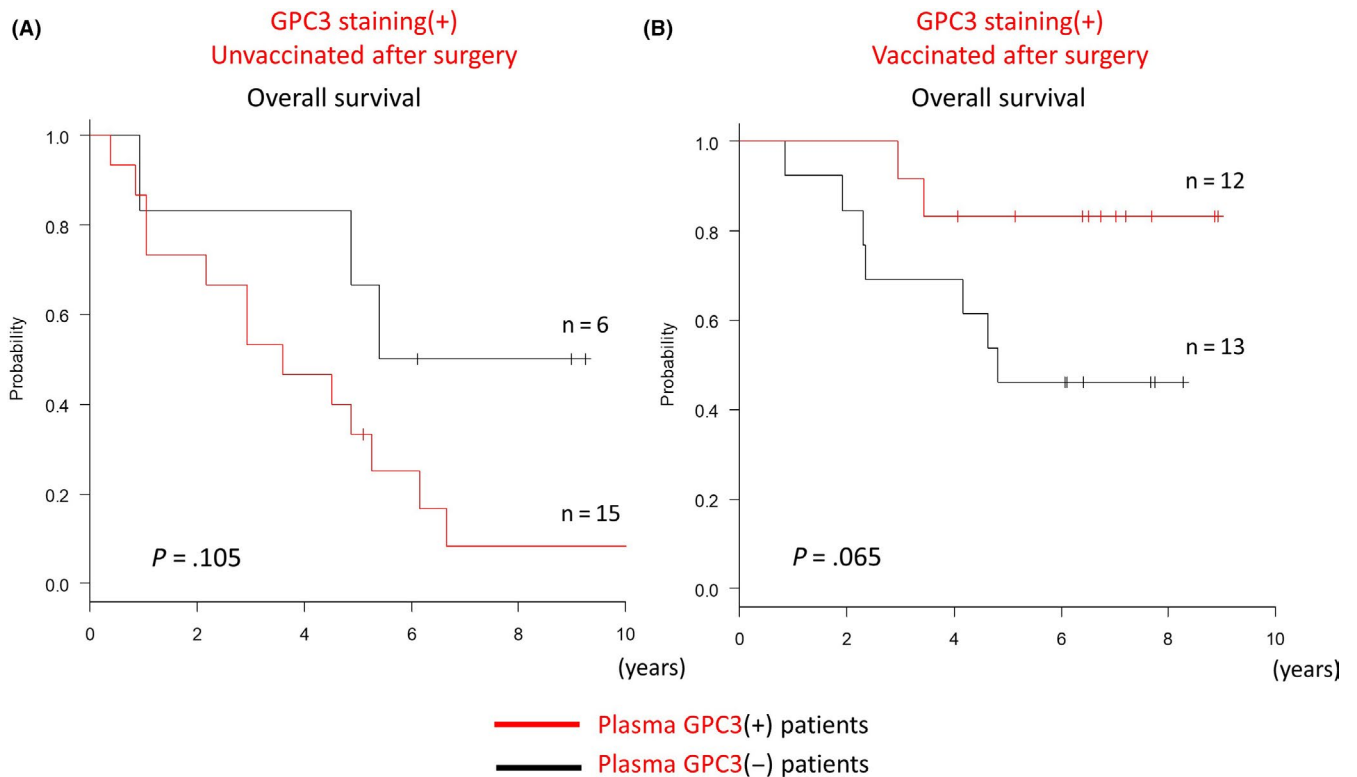 (A)
GPC3 staining(+)
Unvaccinated after surgery
Overall survival
Probability
1.0
0.8
0.6
0.4
0.2
0.0
n = 6
n = 15
P = .105
0 2 4 6 8 10
(years)
(B)
GPC3 staining(+)
Vaccinated after surgery
Overall survival
Probability
1.0
0.8
0.6
0.4
0.2
0.0
n = 12
n = 13
P = .065
0 2 4 6 8 10
(years)
Plasma GPC3(+) patients
Plasma GPC3(−) patients